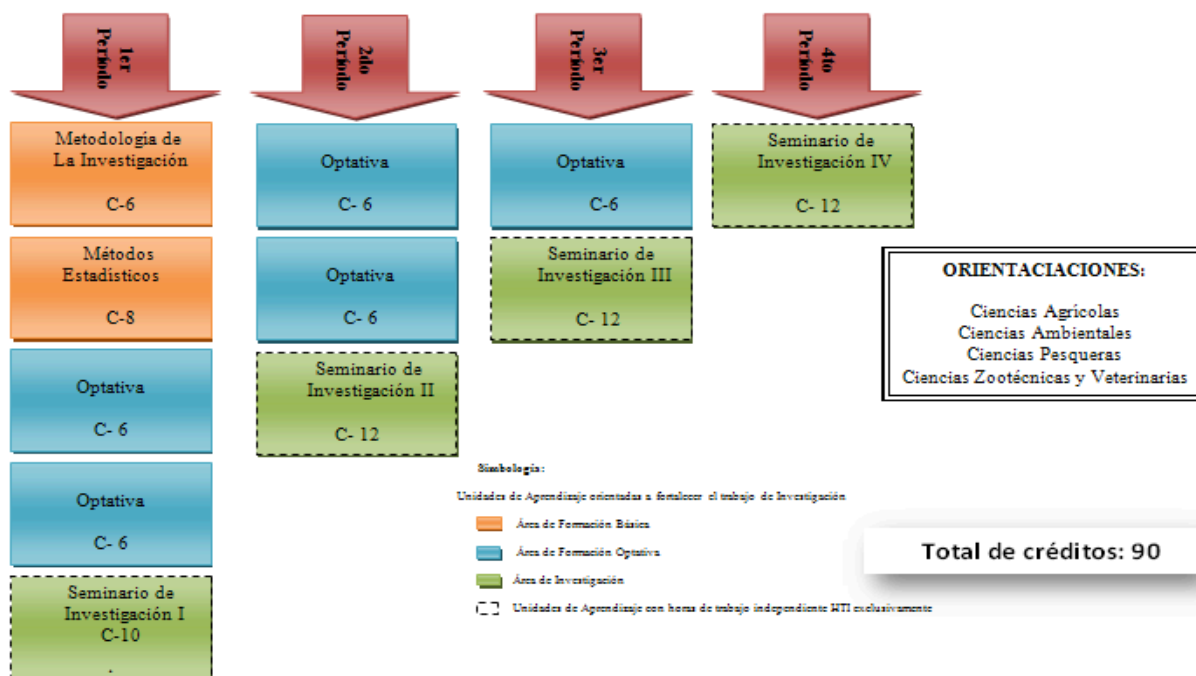 1er
Período
Metodología de
La Investigación
C-6
Métodos
Estadísticos
C-8
Optativa
C- 6
Optativa
C- 6
Seminario de
Investigación I
C-10
.
2do
Período
Optativa
C- 6
Optativa
C- 6
Seminario de
Investigación II
C- 12
3er
Período
Optativa
C-6
Seminario de
Investigación III
C- 12
4to
Período
Seminario de
Investigación IV
C- 12
ORIENTACIACIONES:
Ciencias Agrícolas
Ciencias Ambientales
Ciencias Pesqueras
Ciencias Zootécnicas y Veterinarias
Simbología:
Unidades de Aprendizaje orientadas a fortalecer el trabajo de Investigación
Área de Formación Básica
Área de Formación Optativa
Área de Investigación
Unidades de Aprendizaje con horas de trabajo independiente HTI exclusivamente
Total de créditos: 90